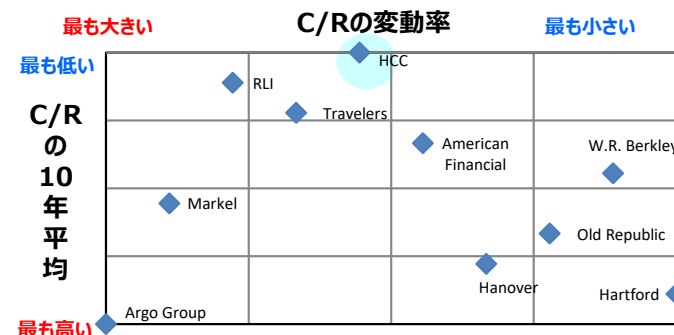 C/Rの変動率
最も大きい
最も小さい
最も低い
HCC
RLI
C/R
の
10
年
平
均
Travelers
American
Financial
W.R. Berkley
Markel
Old Republic
Hanover
Hartford
Argo Group
最も高い